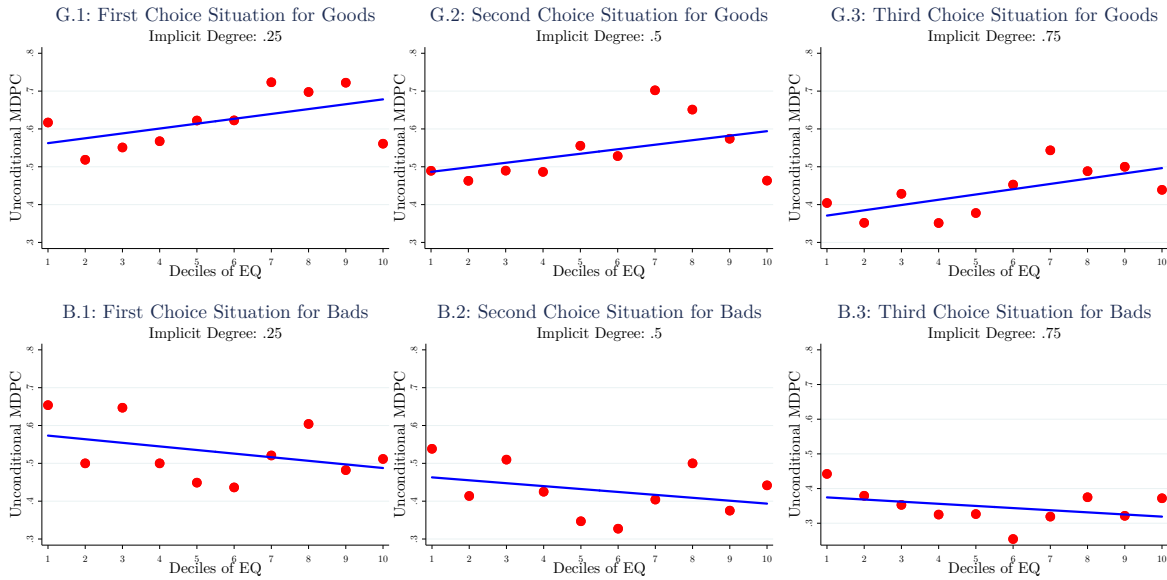 G.1: First Choice Situation for Goods
Implicit Degree: .25
Unconditional MDPC
.8
.7
.6
.5
.4
.3
1 2 3 4 5 6 7 8 9 10
Deciles of EQ
G.2: Second Choice Situation for Goods
Implicit Degree: .5
Unconditional MDPC
.8
.7
.6
.5
.4
.3
1 2 3 4 5 6 7 8 9 10
Deciles of EQ
G.3: Third Choice Situation for Goods
Implicit Degree: .75
Unconditional MDPC
.8
.7
.6
.5
.4
.3
1 2 3 4 5 6 7 8 9 10
Deciles of EQ
B.1: First Choice Situation for Bads
Implicit Degree: .25
Unconditional MDPC
.8
.7
.6
.5
.4
.3
1 2 3 4 5 6 7 8 9 10
Deciles of EQ
B.2: Second Choice Situation for Bads
Implicit Degree: .5
Unconditional MDPC
.8
.7
.6
.5
.4
.3
1 2 3 4 5 6 7 8 9 10
Deciles of EQ
B.3: Third Choice Situation for Bads
Implicit Degree: .75
Unconditional MDPC
.8
.7
.6
.5
.4
.3
1 2 3 4 5 6 7 8 9 10
Deciles of EQ